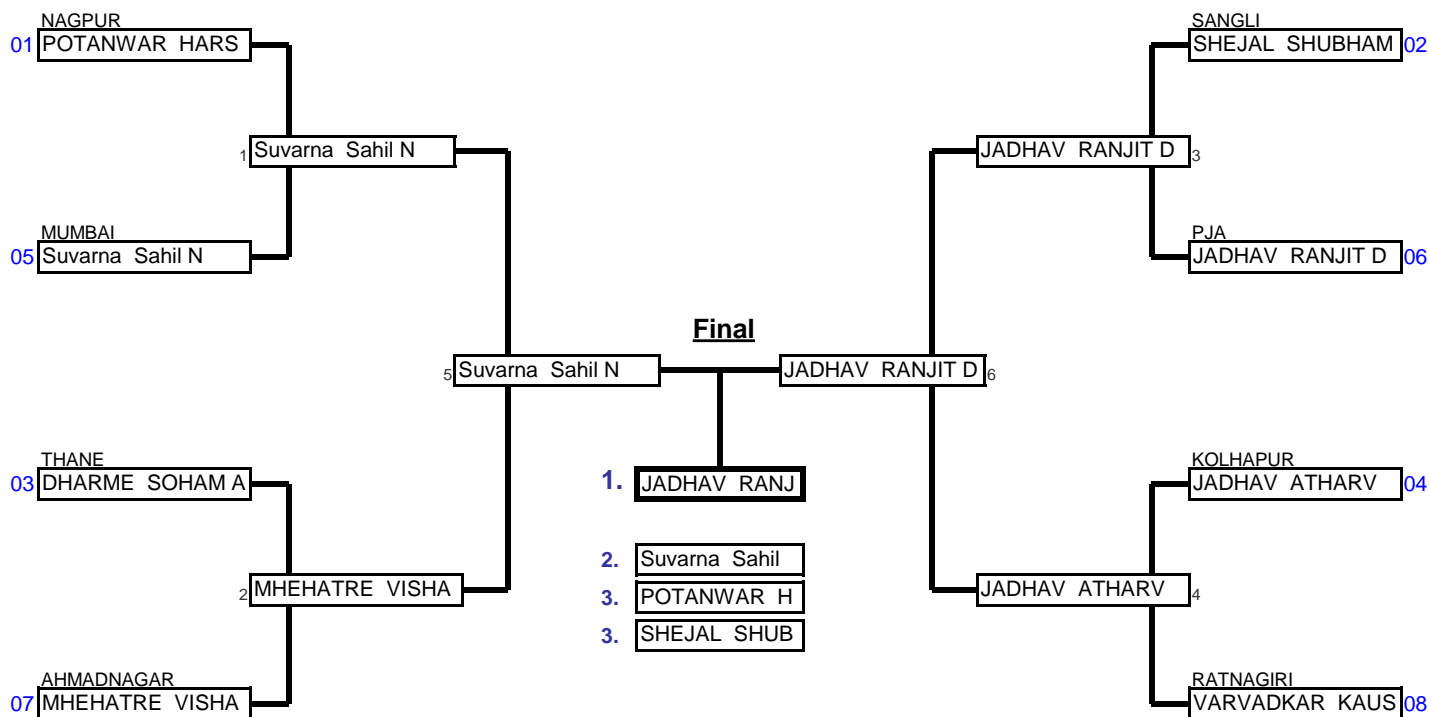 NAGPUR
01 POTANWAR HARS
1 Suvarna Sahil N
MUMBAI
05 Suvarna Sahil N
5 Suvarna Sahil N
THANE
03 DHARME SOHAM A
2 MHEHATRE VISHA
AHMADNAGAR
07 MHEHATRE VISHA
Final
1. JADHAV RANJ
2. Suvarna Sahil
3. POTANWAR H
3. SHEJAL SHUB
SANGLI
SHEJAL SHUBHAM 02
JADHAV RANJIT D 3
PJA
JADHAV RANJIT D 06
JADHAV RANJIT D 6
KOLHAPUR
JADHAV ATHARV 04
JADHAV ATHARV 4
RATNAGIRI
VARVADKAR KAUS 08